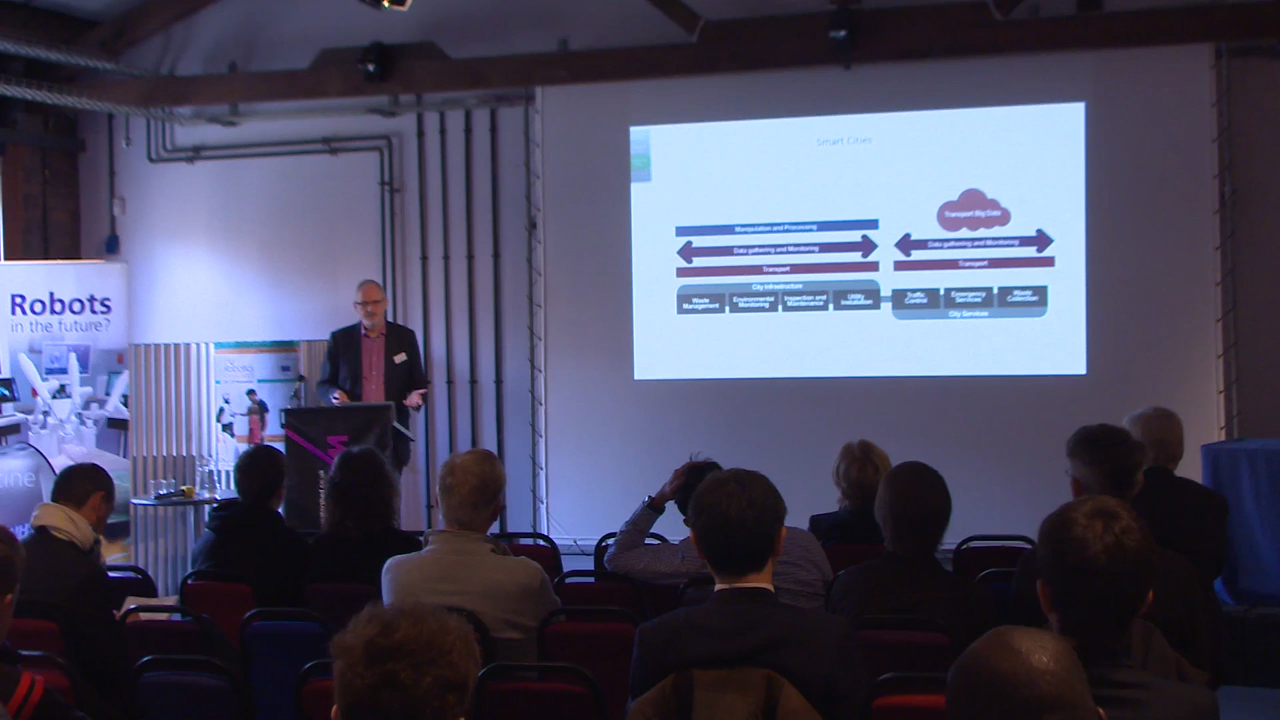 Smart Cities
Transport Big Data
Manipulation and Processing
Data gathering and Monitoring
Data gathering and Monitoring
Transport
Transport
City Infrastructure
Waste
Management
Environmental
Monitoring
Inspection and
Maintenance
Utility
Installation
Traffic
Control
Emergency
Services
Waste
Collection
City Services
Robots
in the future?
Robotics